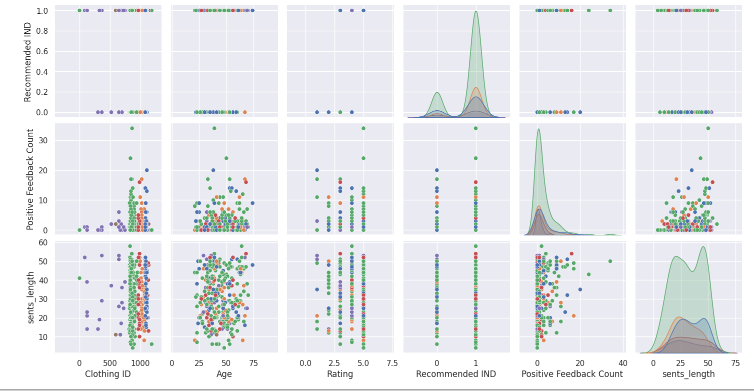 Recommended IND
1.0
0.8
0.6
0.4
0.2
0.0
Positive Feedback Count
30
20
10
0
sents_length
60
50
40
30
20
10
0 500 1000
0 25 50 75
0.0 2.5 5.0 7.5
0 1
0 20 40
0 25 50 75
Clothing ID
Age
Rating
Recommended IND
Positive Feedback Count
sents_length